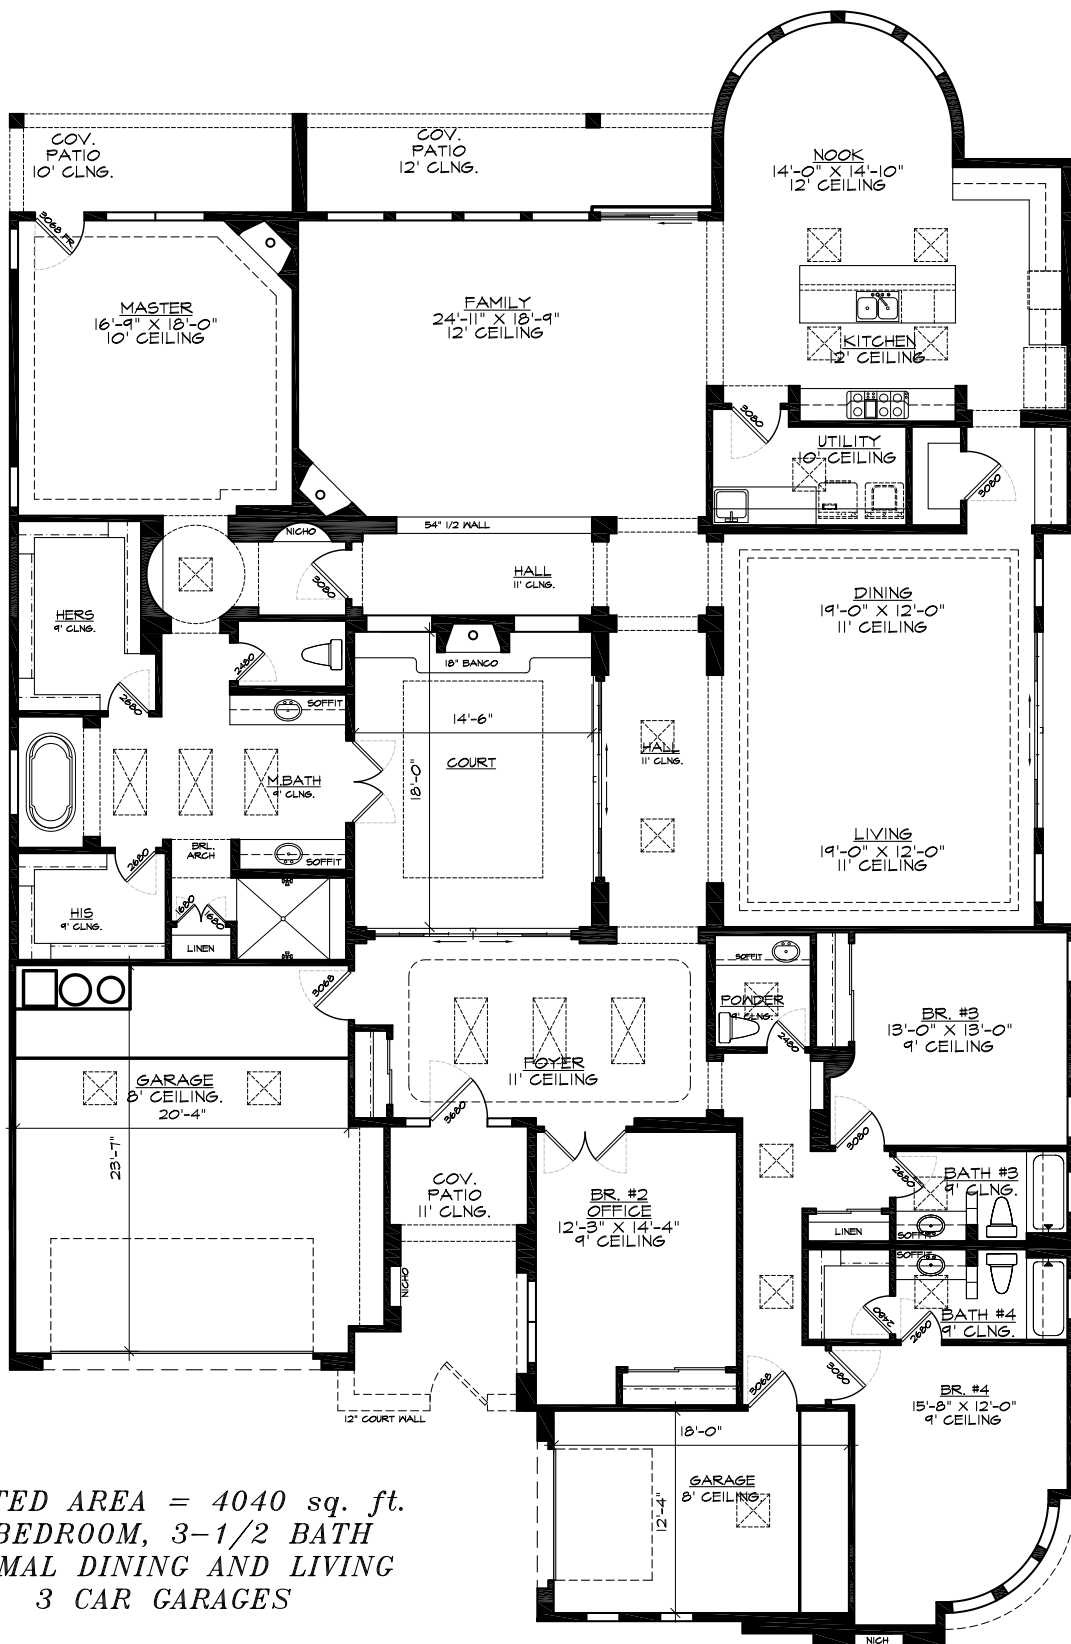 COV.
PATIO
10' CLNG.
COV.
PATIO
12' CLNG.
NOOK
14'-0" X 14'-10"
12' CEILING
3068 FR.
MASTER
16'-9" X 18'-0"
10' CEILING
FAMILY
24'-11" X 18'-9"
12' CEILING
KITCHEN
12' CEILING
3080
UTILITY
10' CEILING
3080
54" 1/2 WALL
NICHO
3080
HALL
11' CLNG.
HERS
9' CLNG.
DINING
19'-0" X 12'-0"
11' CEILING
2480
18" BANCO
2680
SOFFIT
14'-6"
COURT
18'-0"
HALL
11' CLNG.
M.BATH
9' CLNG.
LIVING
19'-0" X 12'-0"
11' CEILING
BRL.
ARCH
2680
SOFFIT
HIS
9' CLNG.
1680
1680
LINEN
SOFFIT
3068
POWDER
9' CLNG.
2480
BR. #3
13'-0" X 13'-0"
9' CEILING
FOYER
11' CEILING
GARAGE
8' CEILING.
20'-4"
23'-7"
3680
3080
COV.
PATIO
11' CLNG.
BR. #2
OFFICE
12'-3" X 14'-4"
9' CEILING
2680
BATH #3
9' CLNG.
LINEN
SOFFIT
SOFFIT
NICHO
2480
2680
BATH #4
9' CLNG.
3068
3080
BR. #4
15'-8" X 12'-0"
9' CEILING
12" COURT WALL
18'-0"
GARAGE
8' CEILING.
12'-4"
TED AREA = 4040 sq. ft.
BEDROOM, 3-1/2 BATH
MAL DINING AND LIVING
3 CAR GARAGES
NICH